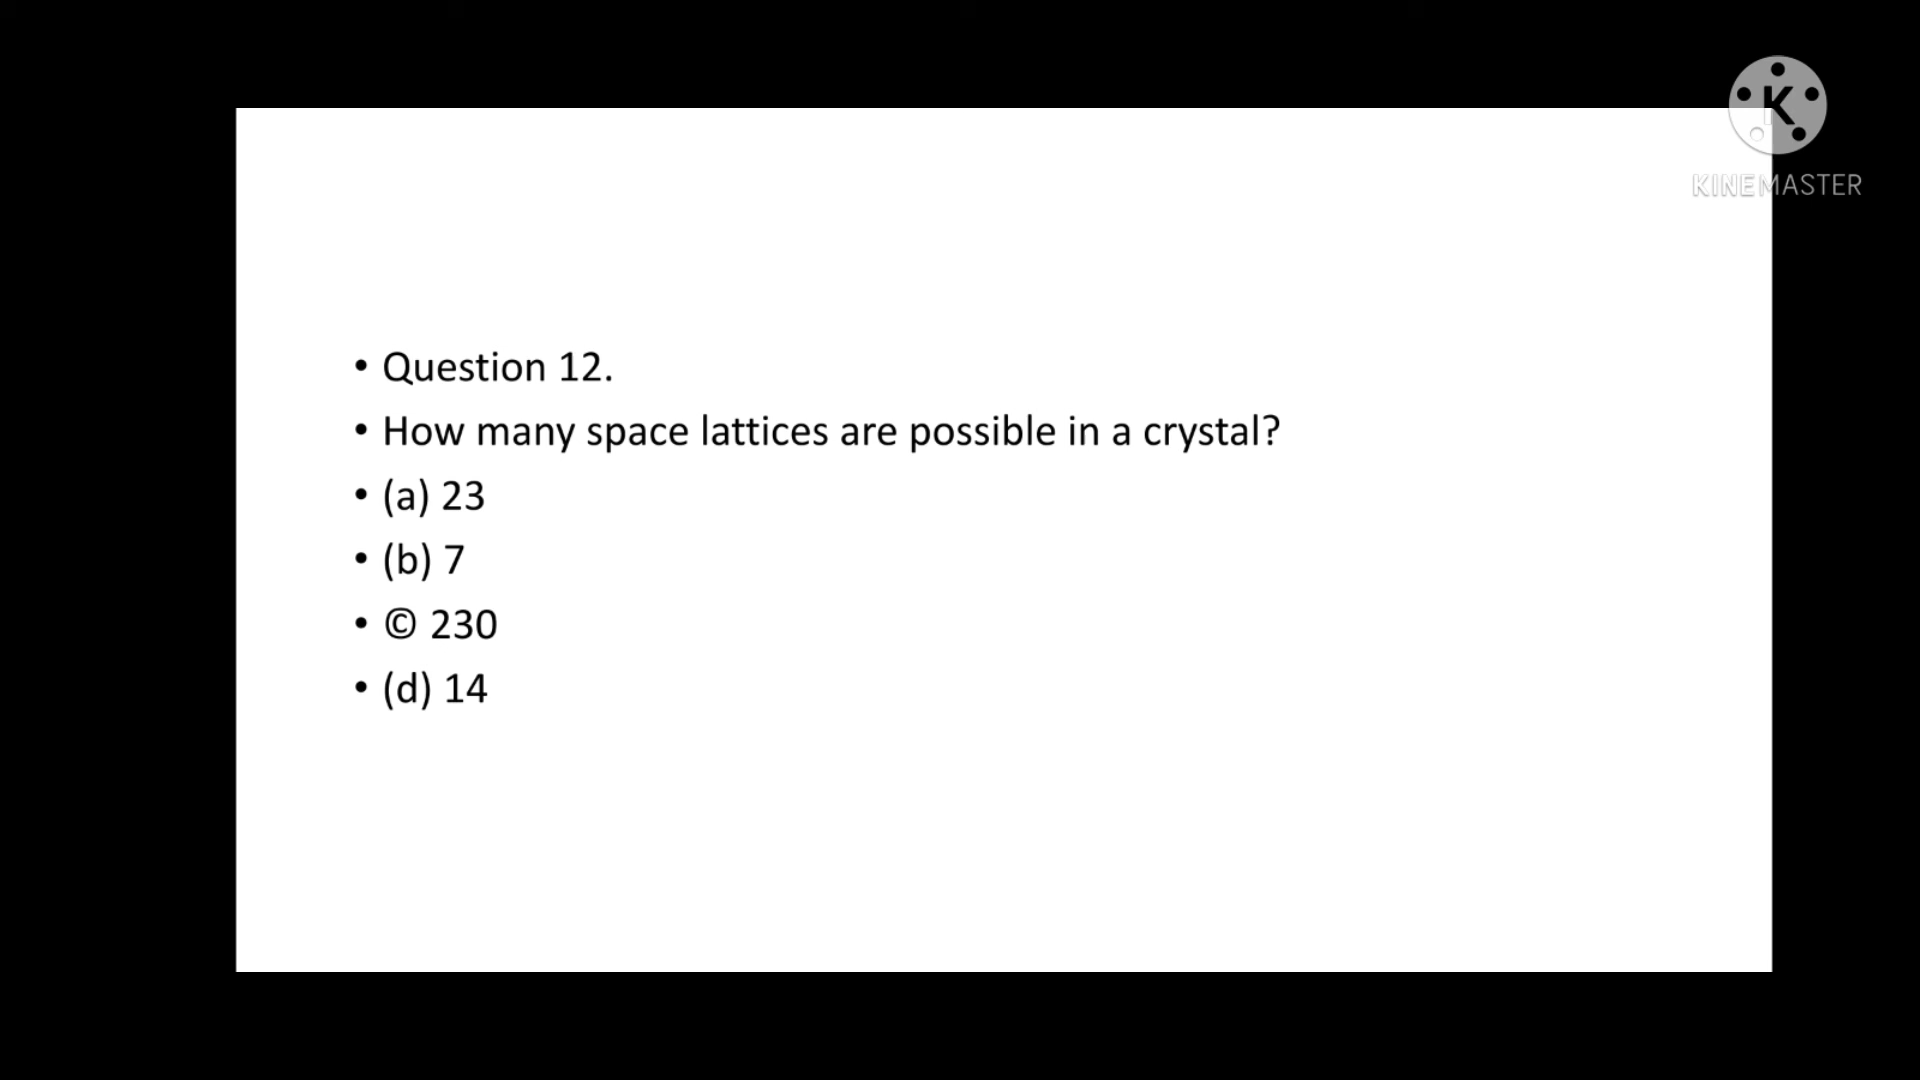 KINEMASTER
• Question 12.
• How many space lattices are possible in a crystal?
• (a) 23
• (b) 7
• © 230
• (d) 14